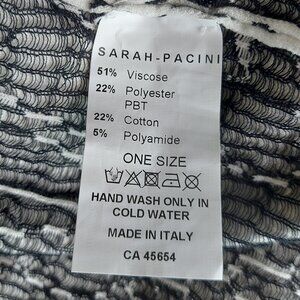 SARAH-PACINI
51% Viscose
22% Polyester
PBT
22% Cotton
5% Polyamide
ONE SIZE
HAND WASH ONLY IN
COLD WATER
MADE IN ITALY
CA 45654